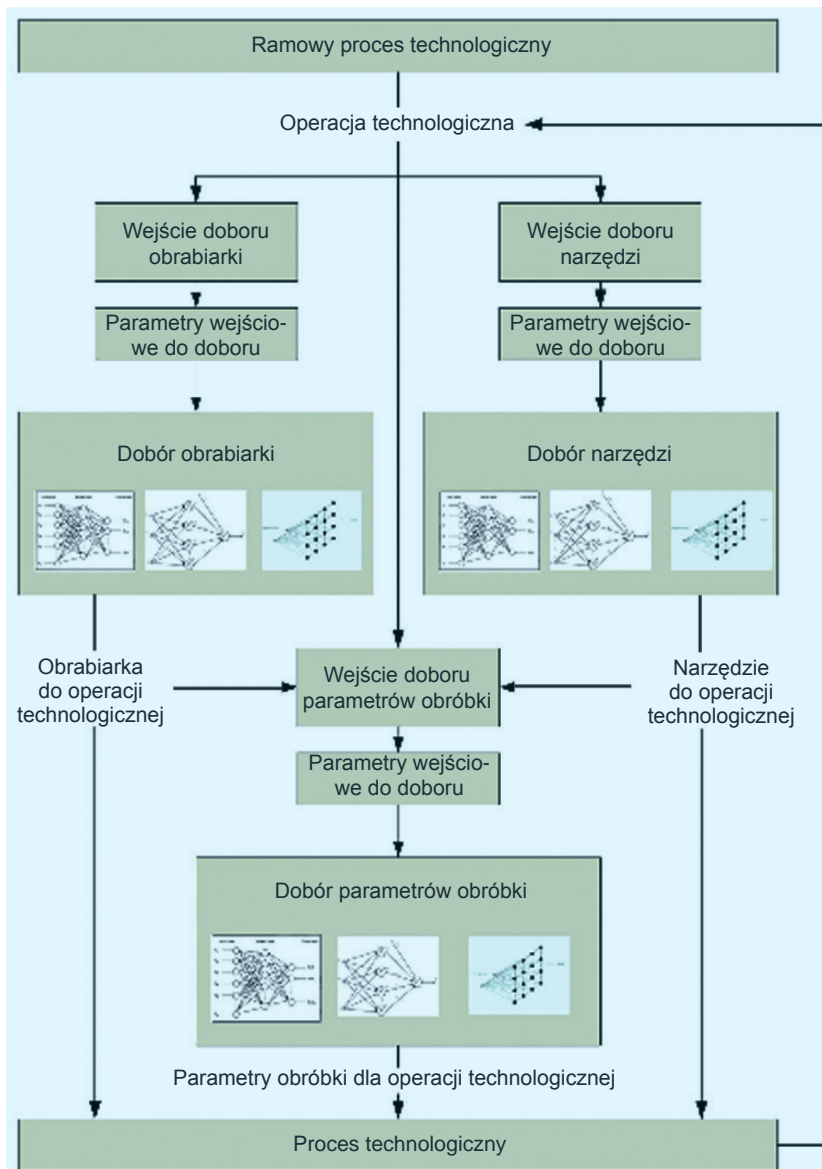 Ramowy proces technologiczny
Operacja technologiczna
Wejście doboru
obrabiarki
Wejście doboru
narzędzi
Parametry wejścio-
we do doboru
Parametry wejścio-
we do doboru
Dobór obrabiarki
Dobór narzędzi
Obrabiarka
do operacji
technologicznej
Wejście doboru
parametrów obróbki
Narzędzie
do operacji
technologicznej
Parametry wejścio-
we do doboru
Dobór parametrów obróbki
Parametry obróbki dla operacji technologicznej
Proces technologiczny